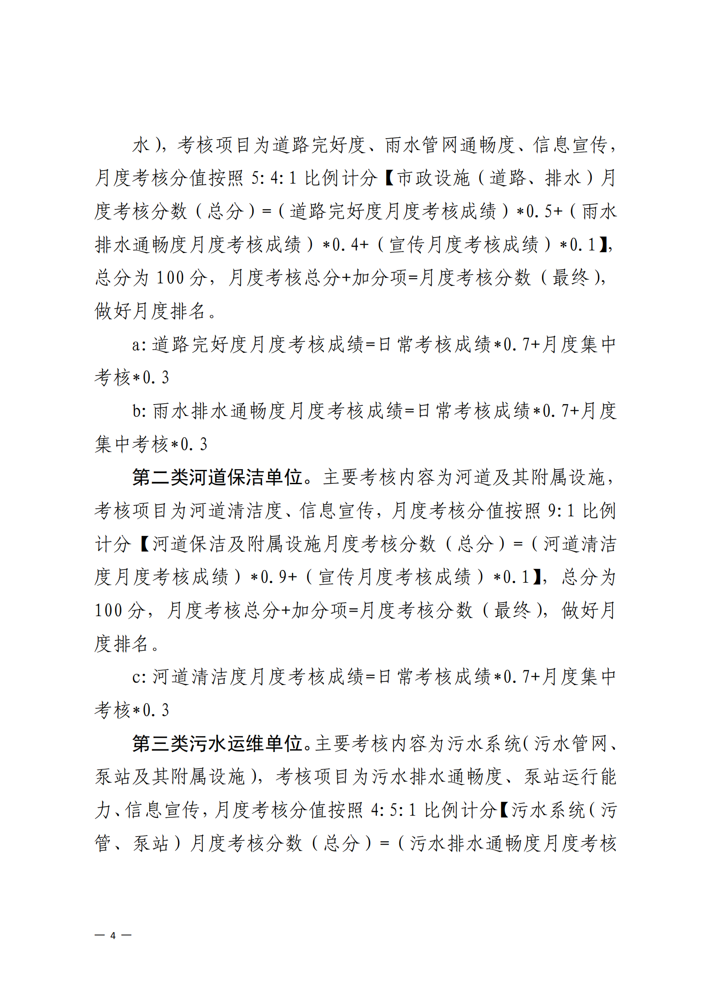 水），考核项目为道路完好度、雨水管网通畅度、信息宣传，
月度考核分值按照 5:4:1 比例计分【市政设施（道路、排水）月
度考核分数（总分）=（道路完好度月度考核成绩）*0.5+（雨水
排水通畅度月度考核成绩）*0.4+（宣传月度考核成绩）*0.1】，
总分为 100 分，月度考核总分+加分项=月度考核分数（最终），
做好月度排名。
a:道路完好度月度考核成绩=日常考核成绩*0.7+月度集中
考核*0.3
b:雨水排水通畅度月度考核成绩=日常考核成绩*0.7+月度
集中考核*0.3
第二类河道保洁单位。主要考核内容为河道及其附属设施，
考核项目为河道清洁度、信息宣传，月度考核分值按照 9:1 比例
计分【河道保洁及附属设施月度考核分数（总分）=（河道清洁
度月度考核成绩）*0.9+（宣传月度考核成绩）*0.1】，总分为
100 分，月度考核总分+加分项=月度考核分数（最终），做好月
度排名。
c:河道清洁度月度考核成绩=日常考核成绩*0.7+月度集中
考核*0.3
第三类污水运维单位。主要考核内容为污水系统(污水管网、
泵站及其附属设施），考核项目为污水排水通畅度、泵站运行能
力、信息宣传，月度考核分值按照 4:5:1 比例计分【污水系统(污
管、泵站）月度考核分数（总分）=（污水排水通畅度月度考核
— 4 —